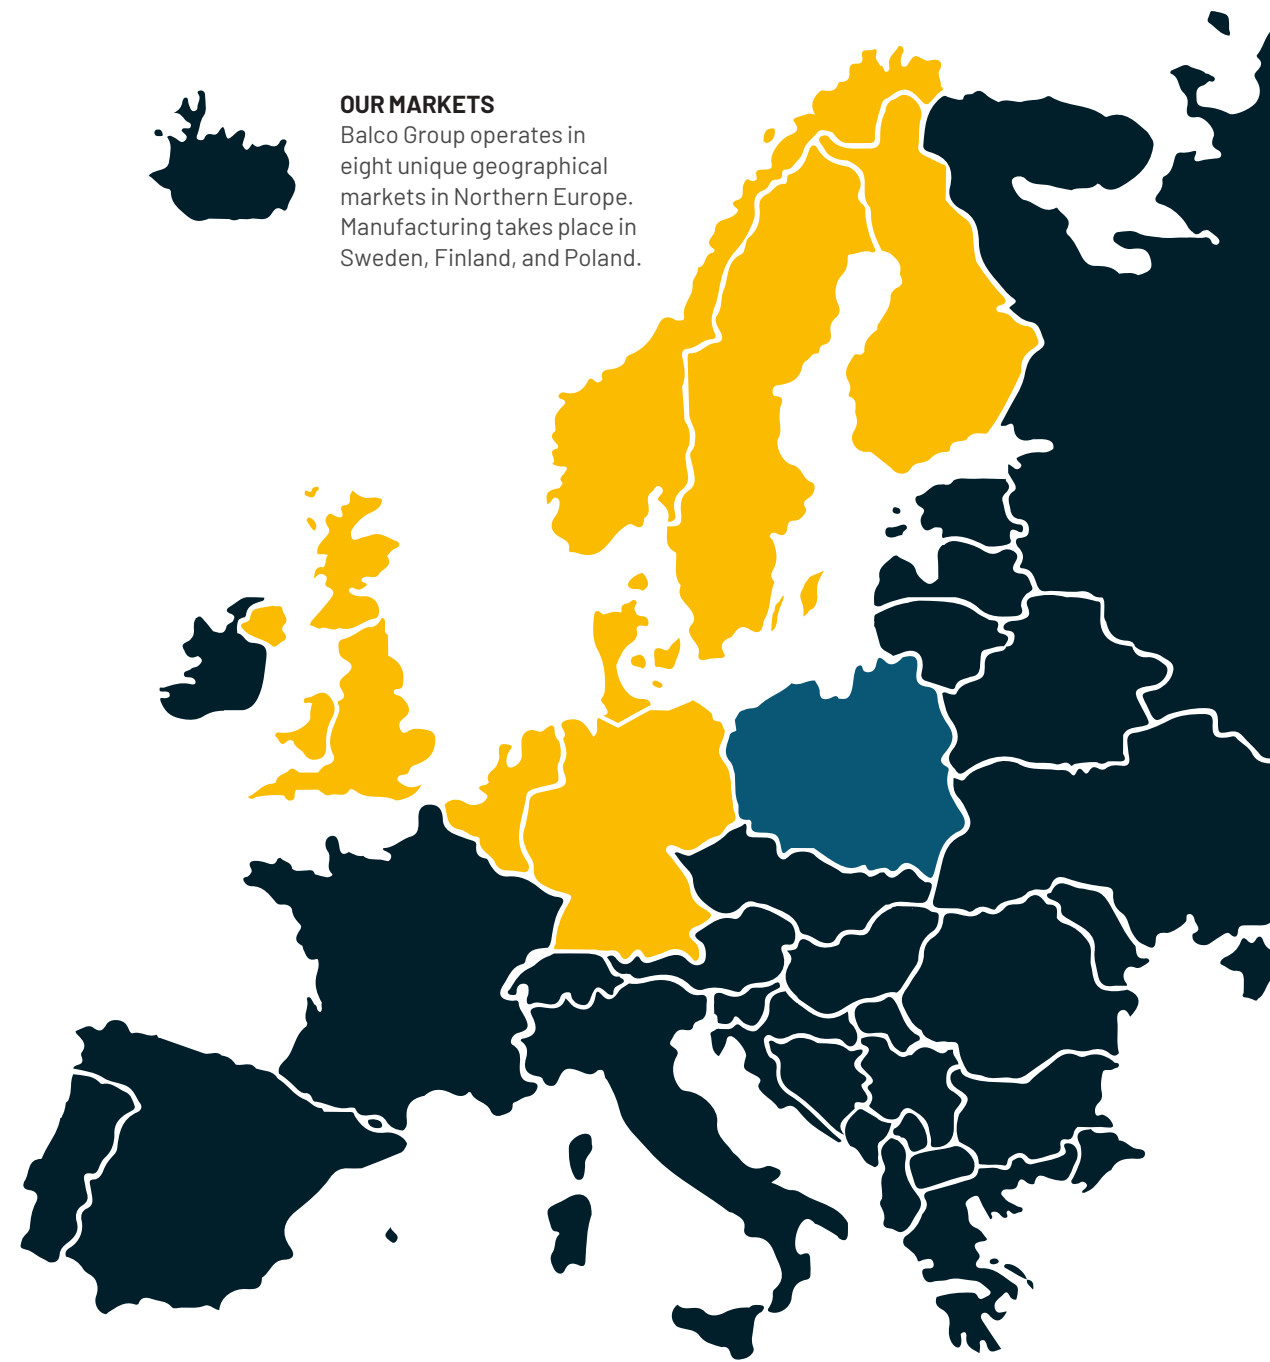 OUR MARKETS
Balco Group operates in
eight unique geographical
markets in Northern Europe.
Manufacturing takes place in
Sweden, Finland, and Poland.